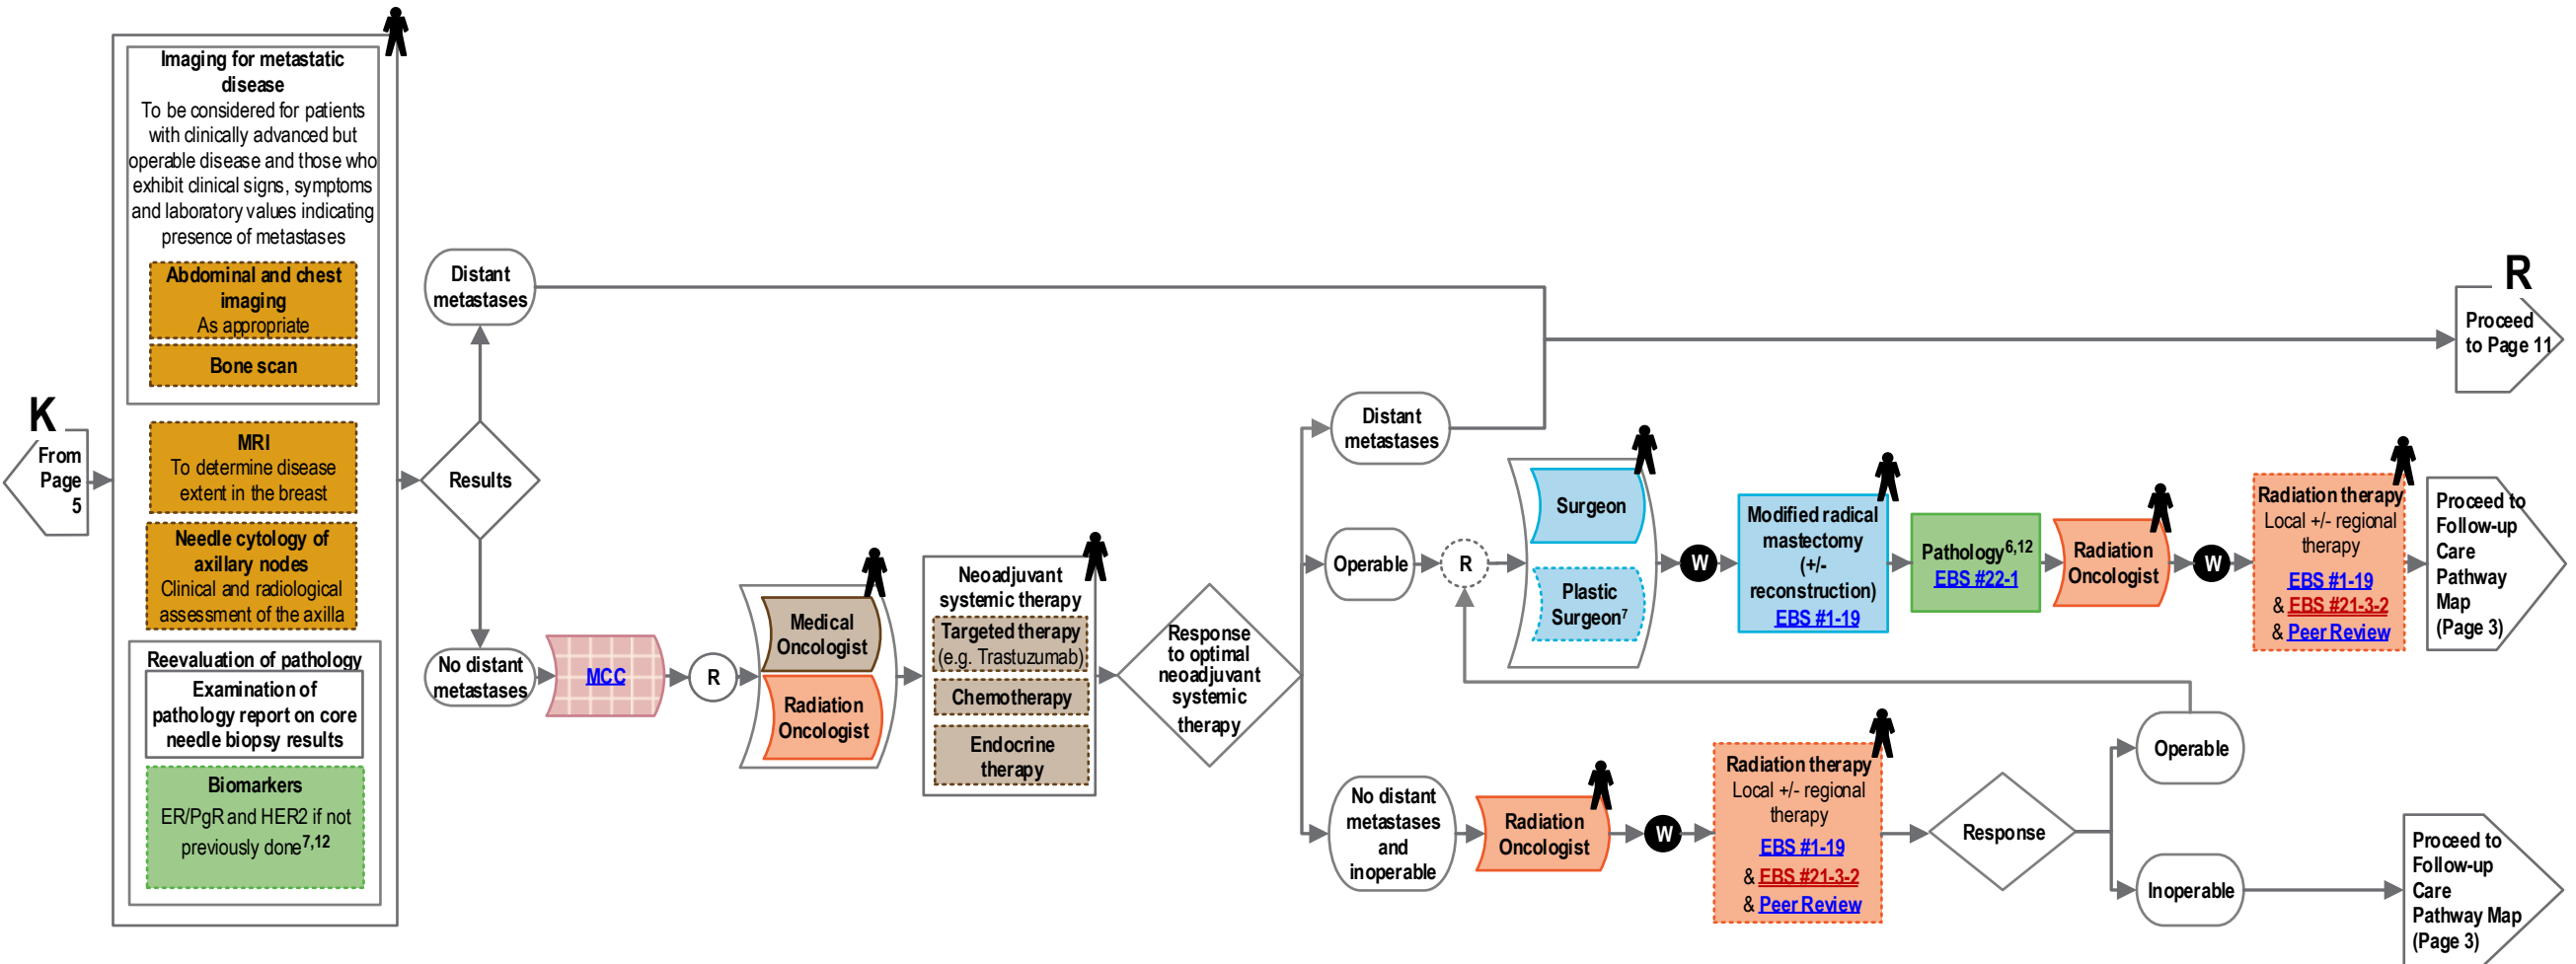 K
From
Page
5
Imaging for metastatic
disease
To be considered for patients
with clinically advanced but
operable disease and those who
exhibit clinical signs, symptoms
and laboratory values indicating
presence of metastases
Abdominal and chest
imaging
As appropriate
Bone scan
MRI
To determine disease
extent in the breast
Needle cytology of
axillary nodes
Clinical and radiological
assessment of the axilla
Reevaluation of pathology
Examination of
pathology report on core
needle biopsy results
Biomarkers
ER/PgR and HER2 if not
previously done7,12
Results
Distant
metastases
No distant
metastases
MCC
R
Medical
Oncologist
Radiation
Oncologist
Neoadjuvant
systemic therapy
Targeted therapy
(e.g. Trastuzumab)
Chemotherapy
Endocrine
therapy
Response
to optimal
neoadjuvant
systemic
therapy
Distant
metastases
R
Proceed
to Page 11
Operable
R
Surgeon
Plastic
Surgeon7
W
Modified radical
mastectomy
(+/-
reconstruction)
EBS #1-19
Pathology6,12
EBS #22-1
Radiation
Oncologist
W
Radiation therapy
Local +/- regional
therapy
EBS #1-19
& EBS #21-3-2
& Peer Review
Proceed to
Follow-up
Care
Pathway
Map
(Page 3)
No distant
metastases
and
inoperable
Radiation
Oncologist
W
Radiation therapy
Local +/- regional
therapy
EBS #1-19
& EBS #21-3-2
& Peer Review
Response
Operable
Inoperable
Proceed to
Follow-up
Care
Pathway Map
(Page 3)